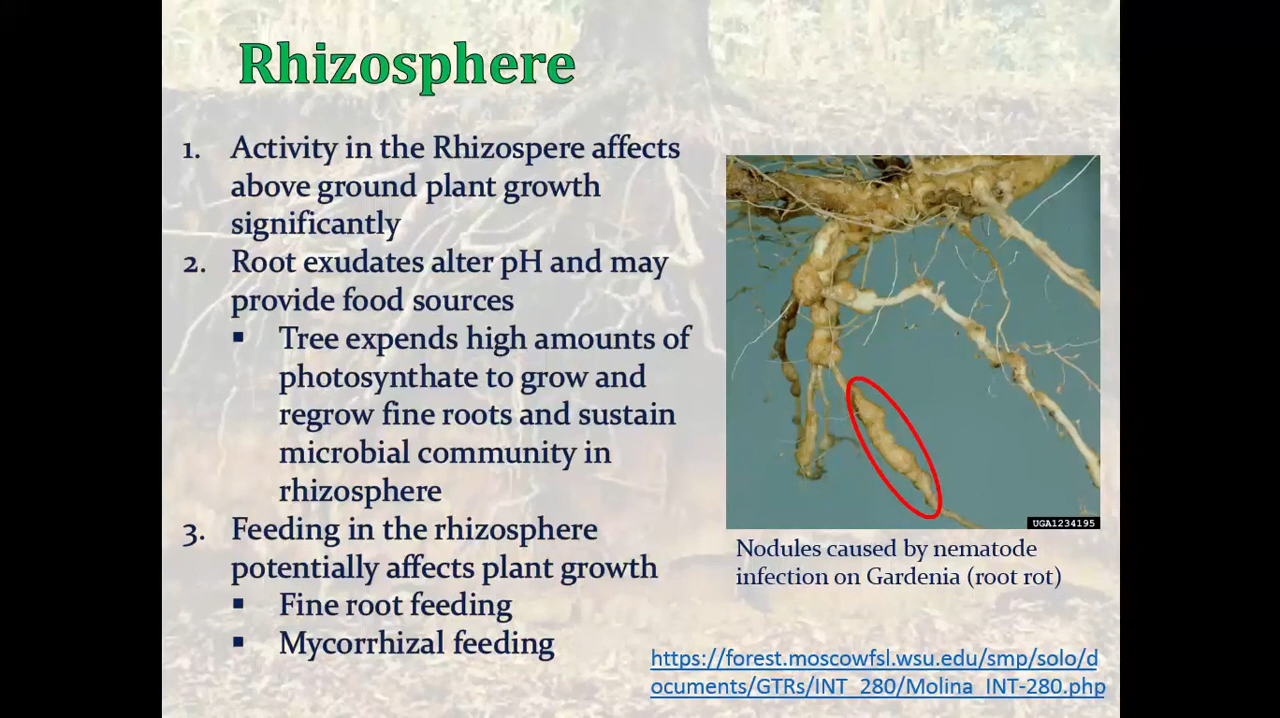 Rhizosphere
1. Activity in the Rhizospere affects
above ground plant growth
significantly
2. Root exudates alter pH and may
provide food sources
▪ Tree expends high amounts of
photosynthate to grow and
regrow fine roots and sustain
microbial community in
rhizosphere
3. Feeding in the rhizosphere
potentially affects plant growth
▪ Fine root feeding
▪ Mycorrhizal feeding
UGA1234195
Nodules caused by nematode
infection on Gardenia (root rot)
https://forest.moscowfsl.wsu.edu/smp/solo/d
ocuments/GTRs/INT_280/Molina_INT-280.php